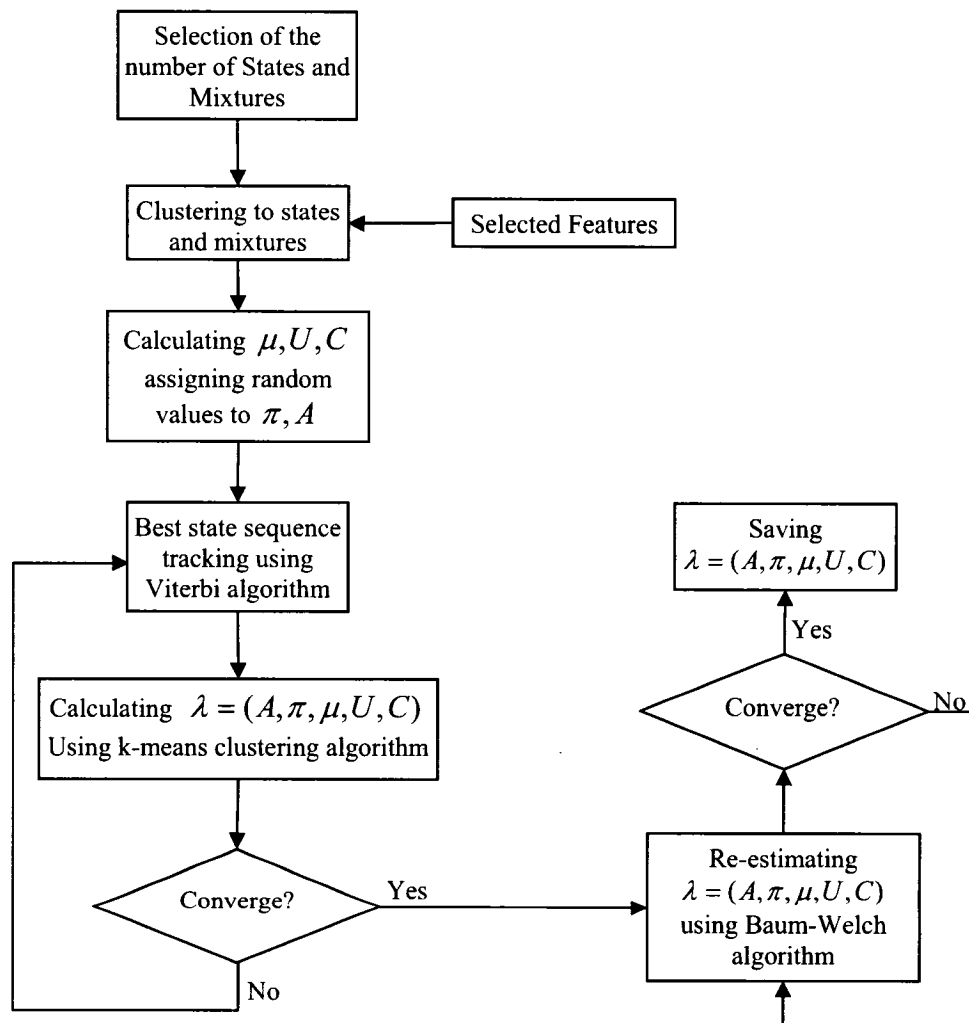 Selection of the
number of States and
Mixtures
Clustering to states
and mixtures
Selected Features
Calculating μ, U, C
assigning random
values to π, A
Best state sequence
tracking using
Viterbi algorithm
Calculating λ = (A, π, μ, U, C)
Using k-means clustering algorithm
Converge?
Yes
No
Re-estimating
λ = (A, π, μ, U, C)
using Baum-Welch
algorithm
Converge?
No
Yes
Saving
λ = (A, π, μ, U, C)